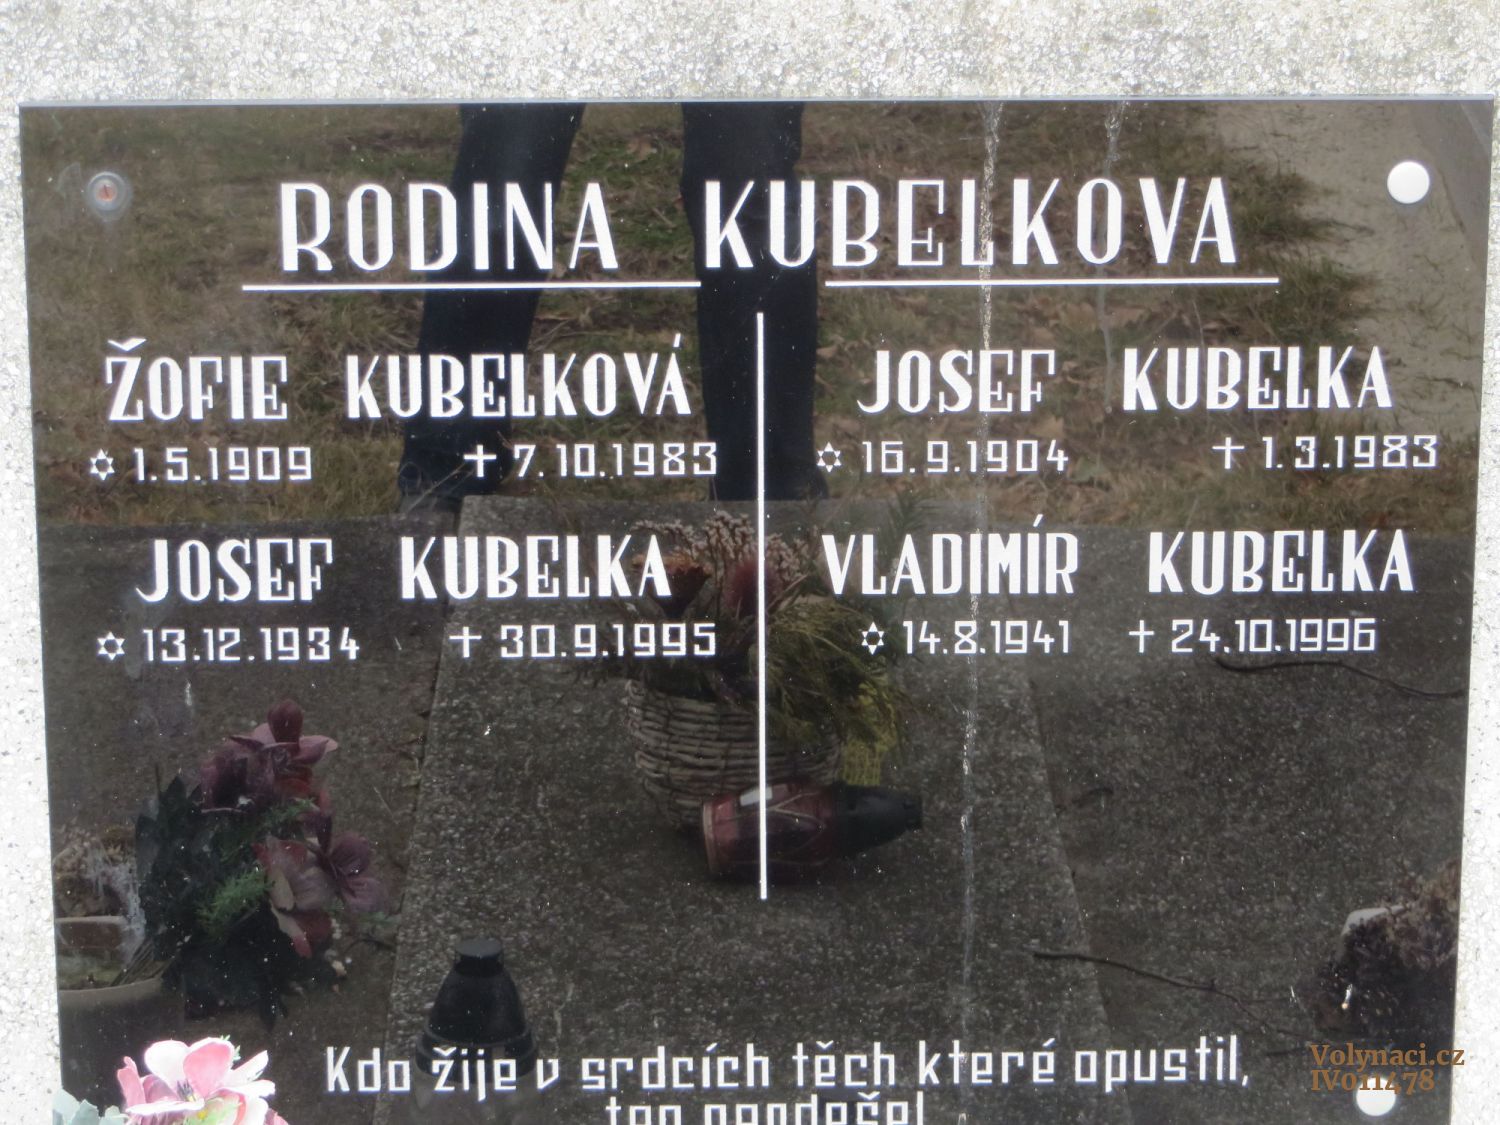 RODINA KUBELKOVA
ŽOFIE KUBELKOVÁ
✡ 1.5.1909 ✝ 7.10.1983
JOSEF KUBELKA
✡ 13.12.1934 ✝ 30.9.1995
JOSEF KUBELKA
✡ 16.9.1904 ✝ 1.3.1983
VLADIMÍR KUBELKA
✡ 14.8.1941 ✝ 24.10.1996
Kdo žije v srdcích těch které opustil,
ten neodešel
Volynaci.cz
IV011478